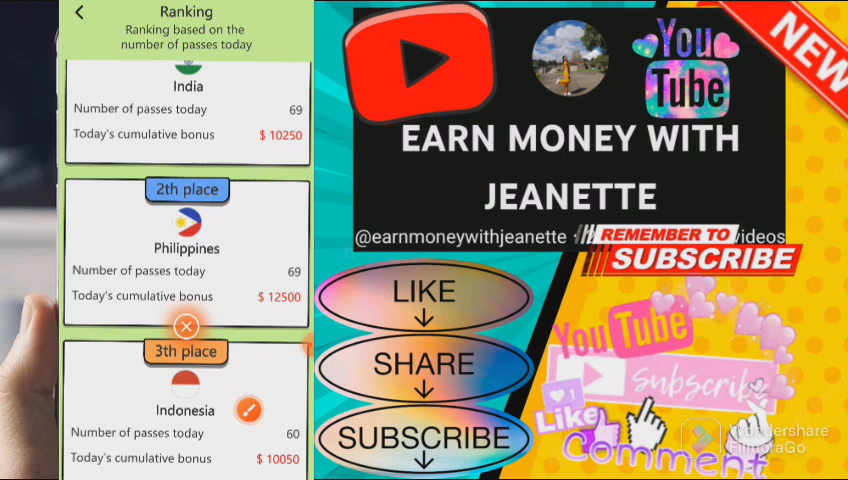 Ranking
Ranking based on the
number of passes today
India
Number of passes today 69
Today's cumulative bonus $ 10250
2th place
Philippines
Number of passes today 69
Today's cumulative bonus $ 12500
3th place
Indonesia
Number of passes today 60
Today's cumulative bonus $ 10050
You
Tube
NEW
EARN MONEY WITH
JEANETTE
@earnmoneywithjeanette
videos
REMEMBER TO
SUBSCRIBE
LIKE
SHARE
SUBSCRIBE
YouTube
subscribe
1
Like
Comment
Wondershare
FilmoraGo